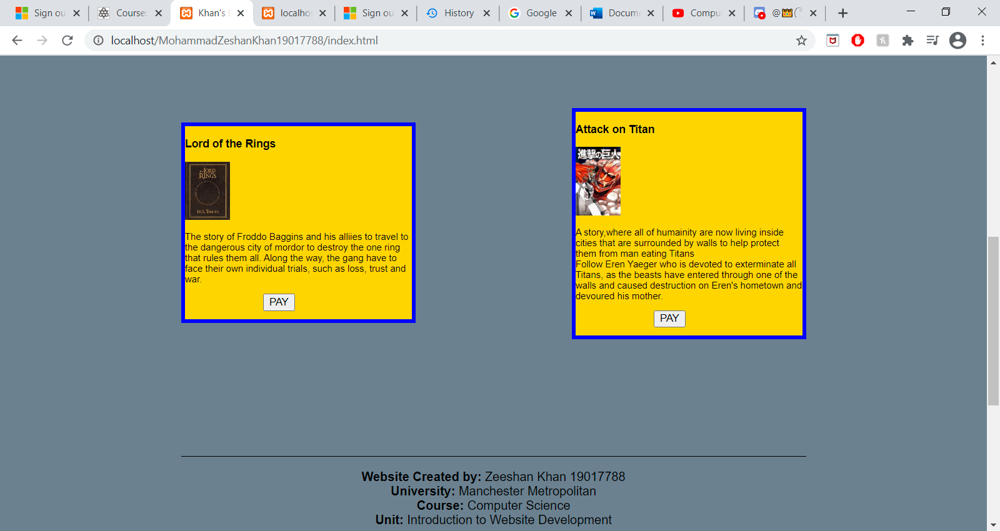 Sign ou
Course:
Khan's
localho
Sign ou
History
Google
Docum
Compu
@
localhost/MohammadZeshanKhan19017788/index.html
Lord of the Rings
LORD
RINGS
J.R.R. TOLKIEN
The story of Froddo Baggins and his alliies to travel to
the dangerous city of mordor to destroy the one ring
that rules them all. Along the way, the gang have to
face their own individual trials, such as loss, trust and
war.
PAY
Attack on Titan
進撃の巨人
A story,where all of humainity are now living inside
cities that are surrounded by walls to help protect
them from man eating Titans
Follow Eren Yaeger who is devoted to exterminate all
Titans, as the beasts have entered through one of the
walls and caused destruction on Eren's hometown and
devoured his mother.
PAY
Website Created by: Zeeshan Khan 19017788
University: Manchester Metropolitan
Course: Computer Science
Unit: Introduction to Website Development